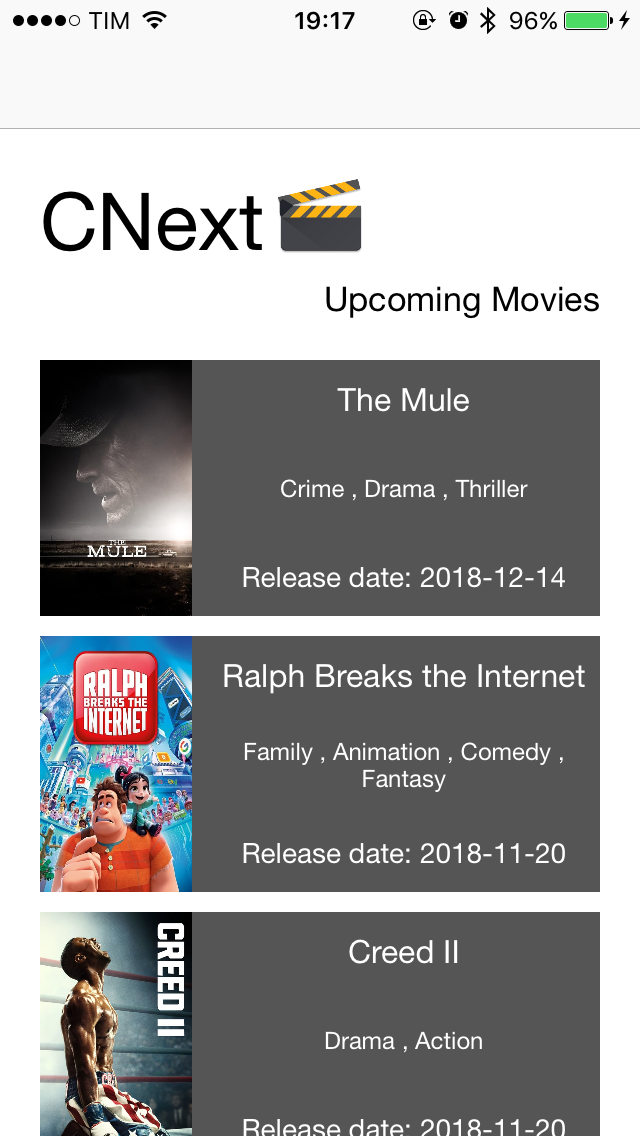 TIM 19:17 96%
CNext
Upcoming Movies
THE
MULE
The Mule
Crime , Drama , Thriller
Release date: 2018-12-14
RALPH
BREAKS THE
INTERNET
Ralph Breaks the Internet
Family , Animation , Comedy ,
Fantasy
Release date: 2018-11-20
CREED II
Creed II
Drama , Action
Release date: 2018-11-20